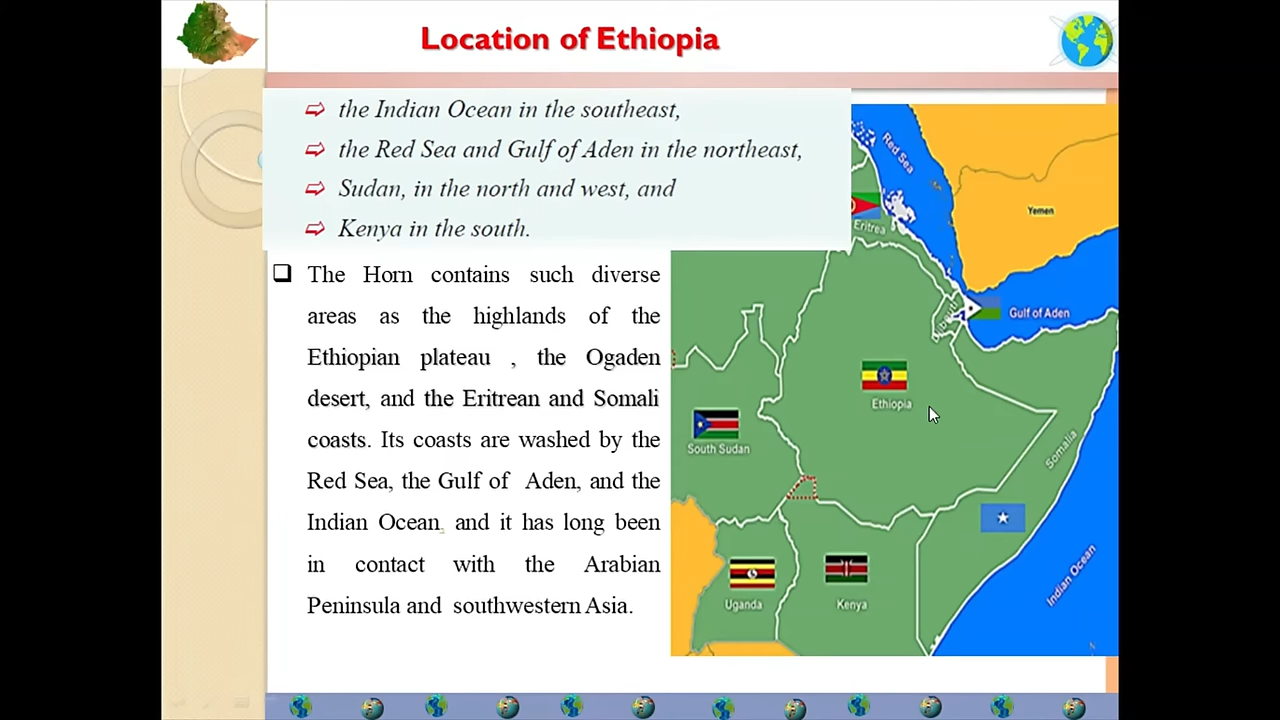 Location of Ethiopia
⇨ the Indian Ocean in the southeast,
⇨ the Red Sea and Gulf of Aden in the northeast,
⇨ Sudan, in the north and west, and
⇨ Kenya in the south.
❑ The Horn contains such diverse
areas as the highlands of the
Ethiopian plateau , the Ogaden
desert, and the Eritrean and Somali
coasts. Its coasts are washed by the
Red Sea, the Gulf of Aden, and the
Indian Ocean, and it has long been
in contact with the Arabian
Peninsula and southwestern Asia.
Red Sea
Yemen
Eritrea
Gulf of Aden
Ethiopia
South Sudan
Somalia
Indian Ocean
Uganda
Kenya